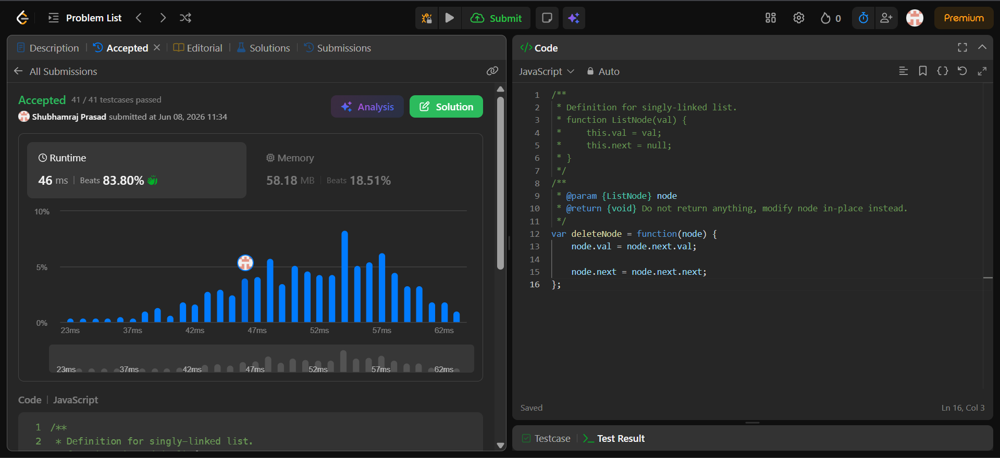 Problem List
Submit
0
Premium
Description
Accepted
Editorial
Solutions
Submissions
All Submissions
Accepted 41 / 41 testcases passed
Shubhamraj Prasad submitted at Jun 08, 2026 11:34
Analysis
Solution
Runtime
46 ms | Beats 83.80%
Memory
58.18 MB | Beats 18.51%
10%
5%
0%
23ms 37ms 42ms 47ms 52ms 57ms 62ms
23ms 37ms 42ms 47ms 52ms 57ms 62ms
Code | JavaScript
1 /**
2 * Definition for singly-linked list.
</> Code
JavaScript
Auto
1 /**
2 * Definition for singly-linked list.
3 * function ListNode(val) {
4 *     this.val = val;
5 *     this.next = null;
6 * }
7 */
8 /**
9 * @param {ListNode} node
10 * @return {void} Do not return anything, modify node in-place instead.
11 */
12 var deleteNode = function(node) {
13     node.val = node.next.val;
14
15     node.next = node.next.next;
16 };
Saved
Ln 16, Col 3
Testcase
Test Result